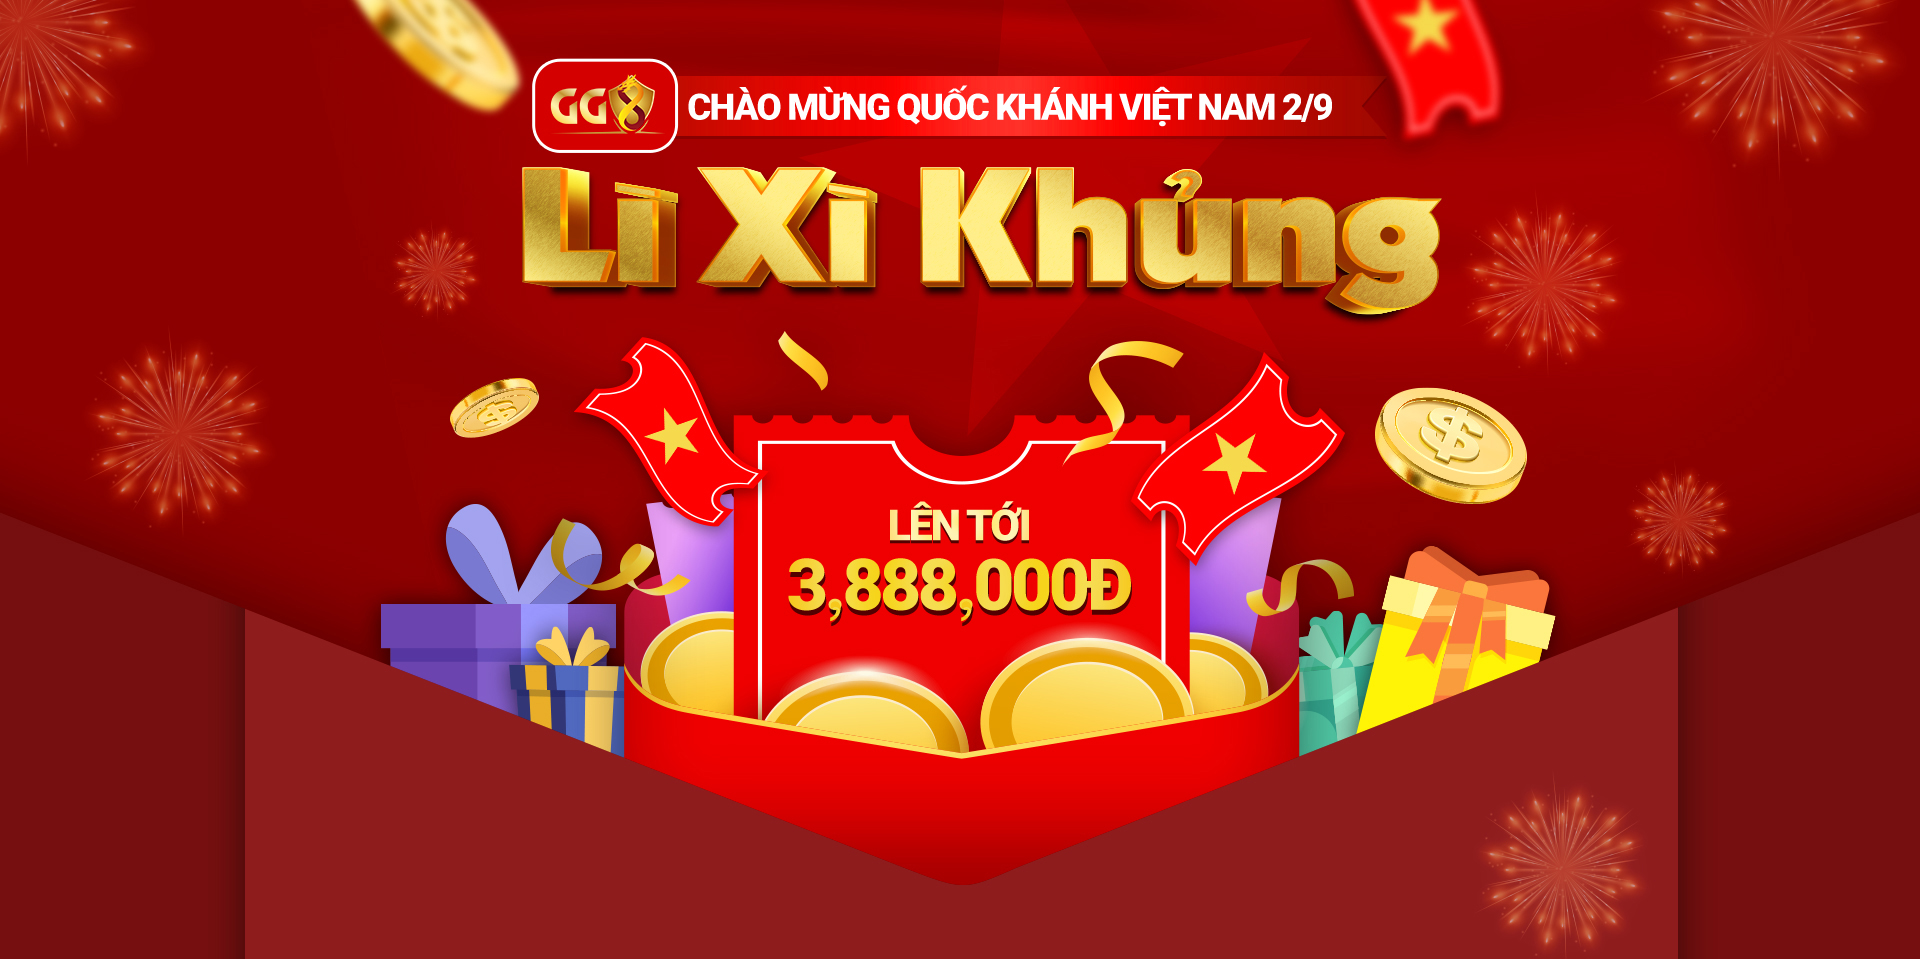 GG8
CHÀO MỪNG QUỐC KHÁNH VIỆT NAM 2/9
Lì Xì Khủng
LÊN TỚI
3,888,000Đ